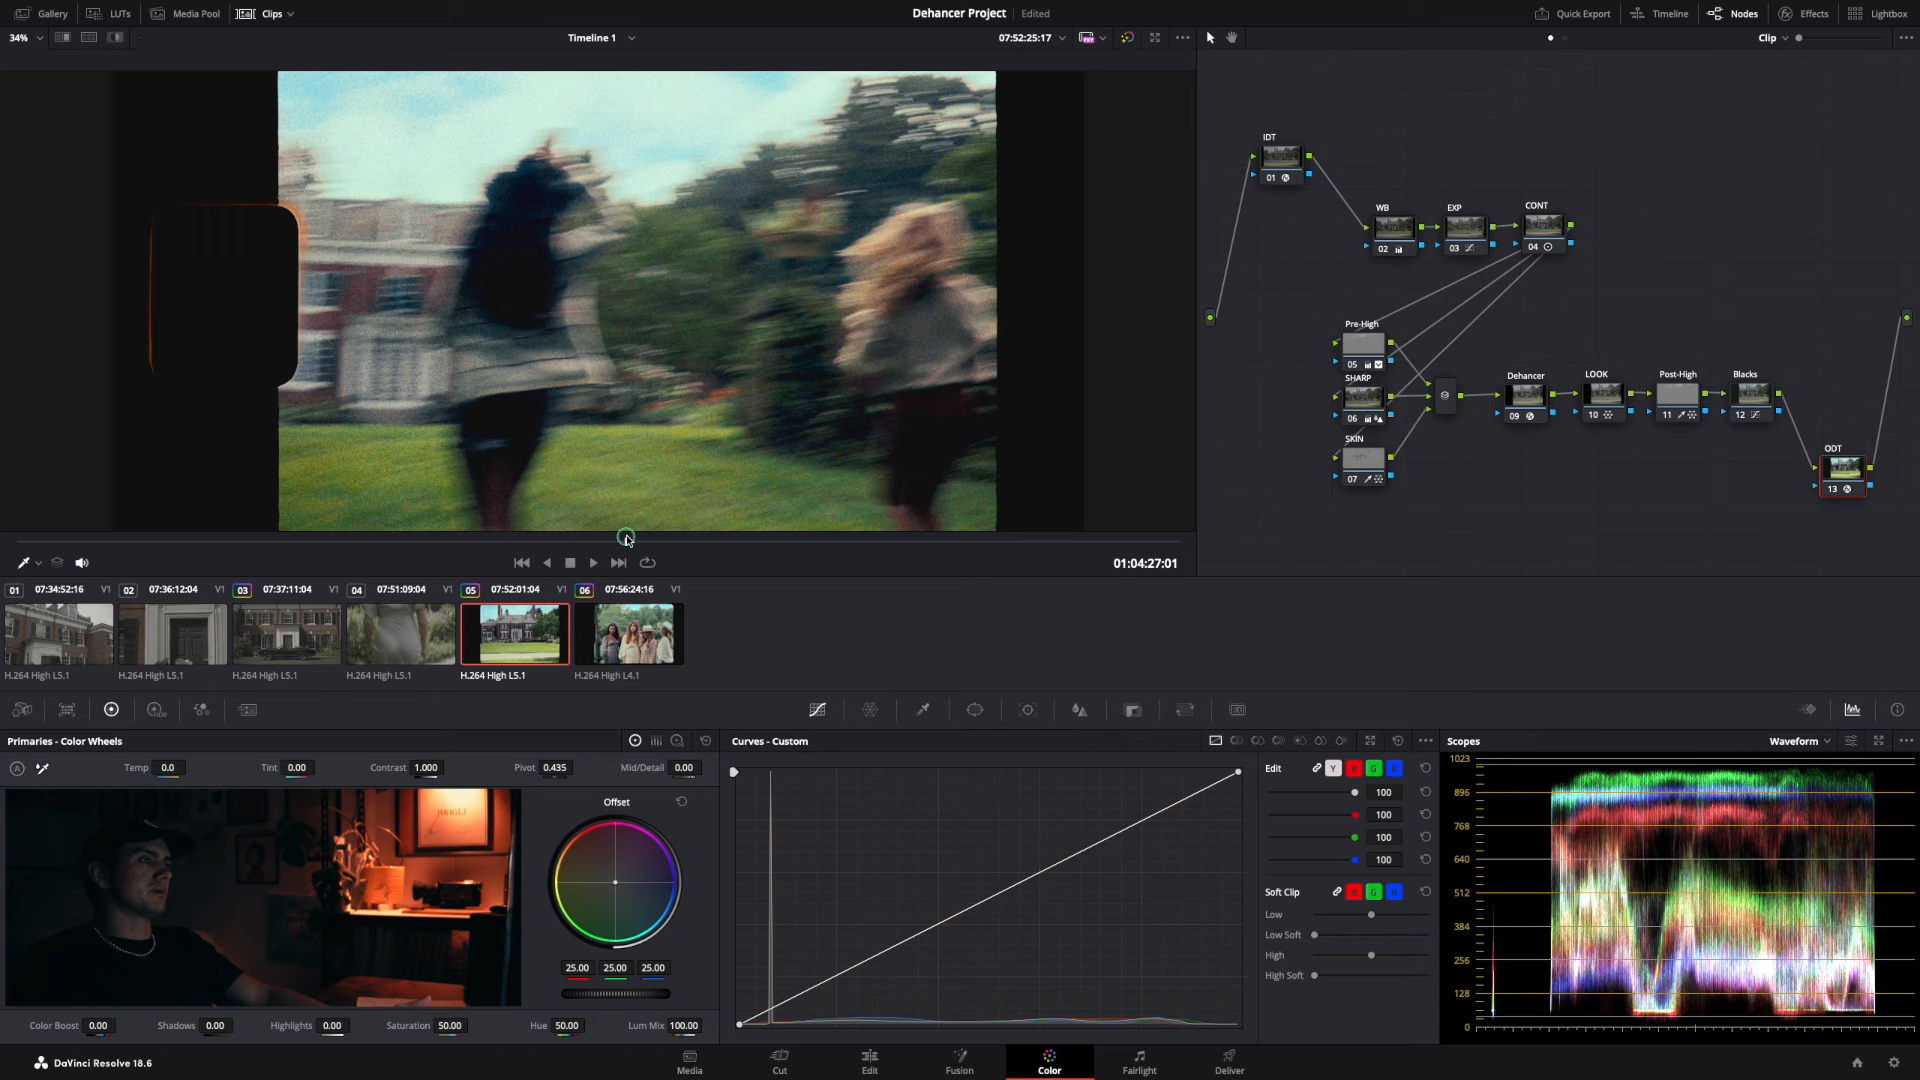 Gallery LUTs Media Pool Clips Dehancer Project Edited Quick Export Timeline Nodes Effects Lightbox
34% Timeline 1 07:52:25:17 Clip
IDT
01
WB EXP CONT
02 03 04
Pre-High
05
SHARP
06
SKIN
07
Dehancer LOOK Post-High Blacks
09 10 11 12
ODT
13
01:04:27:01
01 07:34:52:16 V1 02 07:36:12:04 V1 03 07:37:11:04 V1 04 07:51:09:04 V1 05 07:52:01:04 V1 06 07:56:24:16 V1
H.264 High L5.1 H.264 High L5.1 H.264 High L5.1 H.264 High L5.1 H.264 High L5.1 H.264 High L4.1
HDR 3D
Primaries - Color Wheels
A Temp 0.0 Tint 0.00 Contrast 1.000 Pivot 0.435 Mid/Detail 0.00
JUNGLE
Offset
25.00 25.00 25.00
Color Boost 0.00 Shadows 0.00 Highlights 0.00 Saturation 50.00 Hue 50.00 Lum Mix 100.00
Curves - Custom
Edit Y R G B
100
100
100
100
Soft Clip R G B
Low
Low Soft
High
High Soft
Scopes Waveform
1023
896
768
640
512
384
256
128
0
DaVinci Resolve 18.6 Media Cut Edit Fusion Color Fairlight Deliver